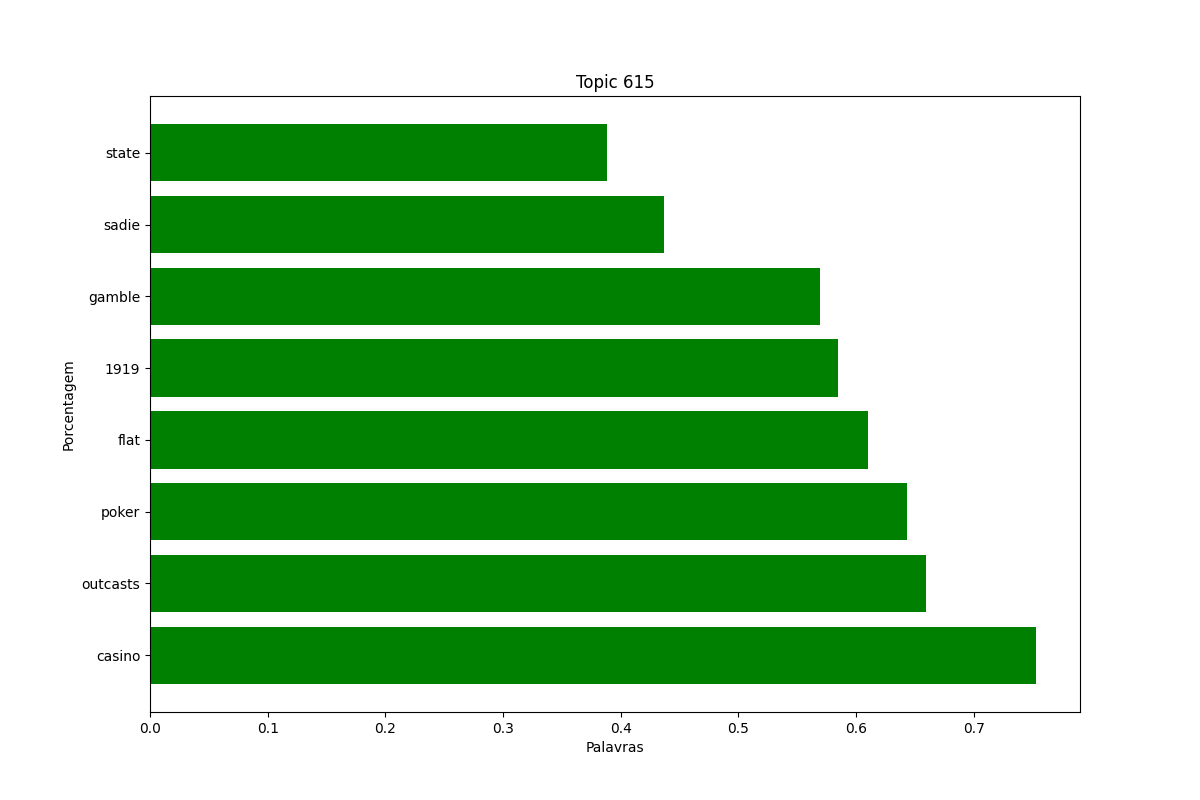 Topic 615
state
sadie
gamble
1919
flat
poker
outcasts
casino
Porcentagem
0.0 0.1 0.2 0.3 0.4 0.5 0.6 0.7
Palavras